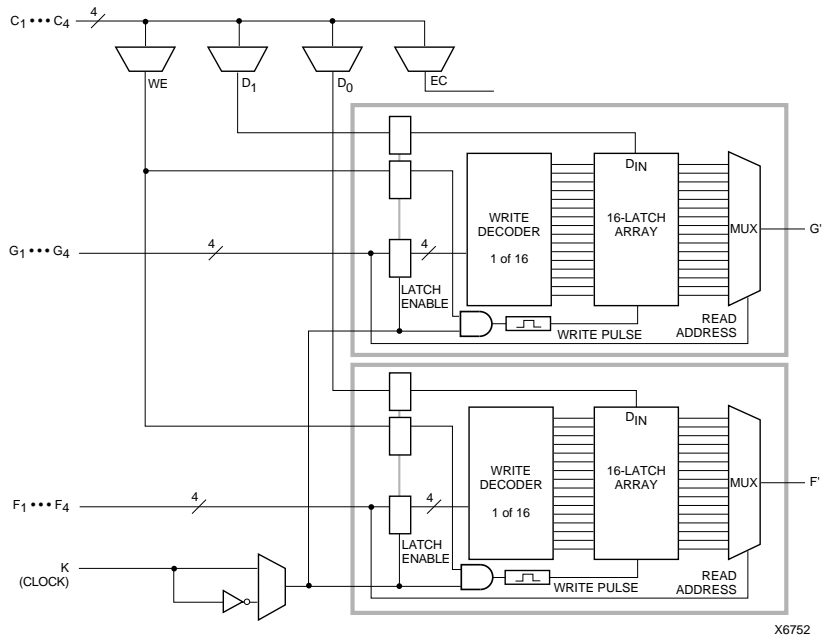 C1 ••• C4
4
WE
D1
D0
EC
DIN
WRITE
DECODER
1 of 16
16-LATCH
ARRAY
MUX
G'
G1 ••• G4
4
4
LATCH
ENABLE
WRITE PULSE
READ
ADDRESS
DIN
WRITE
DECODER
1 of 16
16-LATCH
ARRAY
MUX
F'
F1 ••• F4
4
4
LATCH
ENABLE
K
(CLOCK)
WRITE PULSE
READ
ADDRESS
X6752